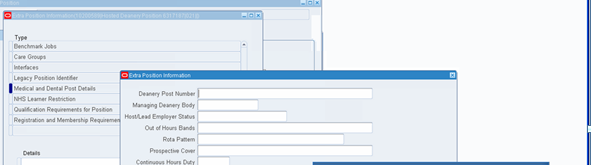 Position
Extra Position Information
Type
Benchmark Jobs
Care Groups
Interfaces
Legacy Position Identifier
Medical and Dental Post Details
NHS Learner Restriction
Qualification Requirements for Position
Registration and Membership Requiremen
Details
Extra Position Information
Deanery Post Number
Managing Deanery Body
Host/Lead Employer Status
Out of Hours Bands
Rota Pattern
Prospective Cover
Continuous Hours Duty